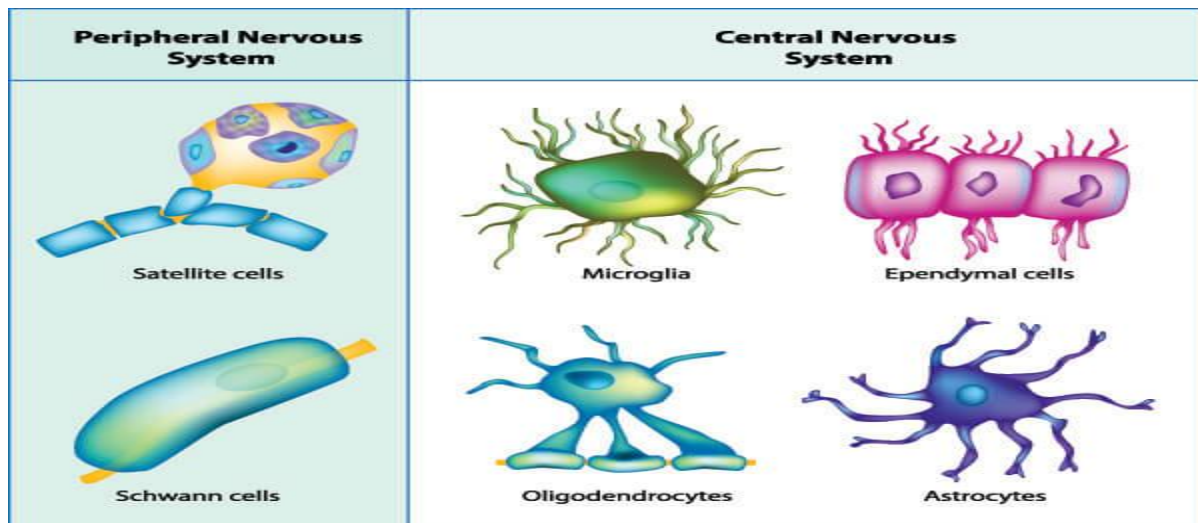 Peripheral Nervous
System
Central Nervous
System
Satellite cells
Microglia
Ependymal cells
Schwann cells
Oligodendrocytes
Astrocytes